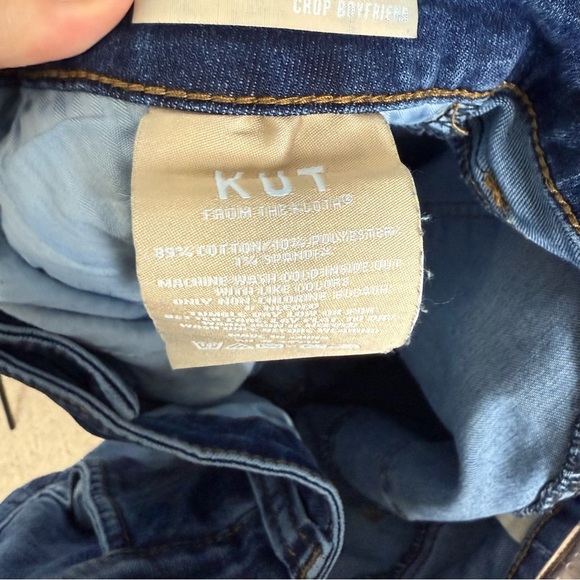 CROP BOYFRIEND
KUT
FROM THE KLOTH®
89% COTTON/10% POLYESTER/
1% SPANDEX
MACHINE WASH COLD INSIDE OUT
WITH LIKE COLORS
ONLY NON-CHLORINE BLEACH
IF NEEDED
TUMBLE DRY LOW OR FOR